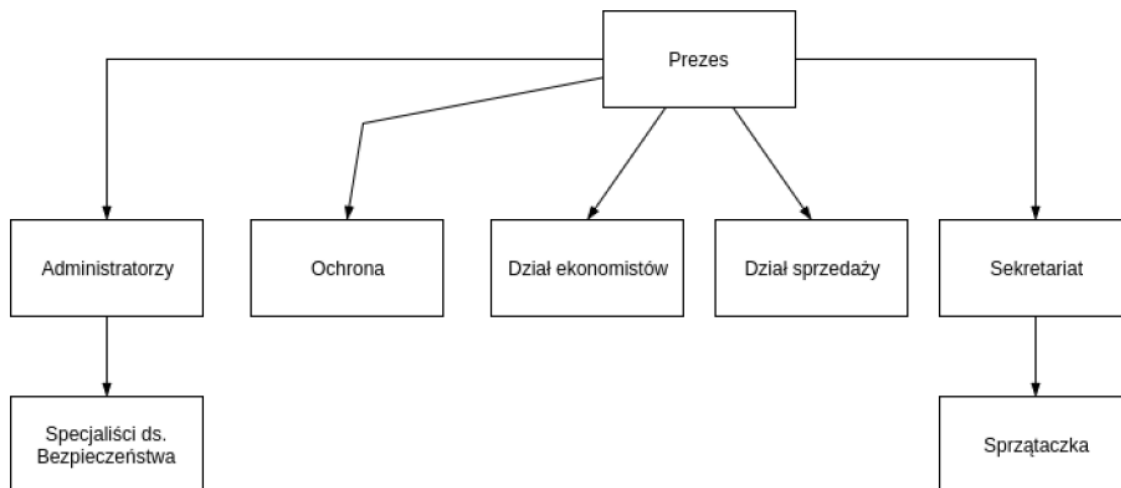 Prezes
Administratorzy
Ochrona
Dział ekonomistów
Dział sprzedaży
Sekretariat
Specjaliści ds.
Bezpieczeństwa
Sprzątaczka